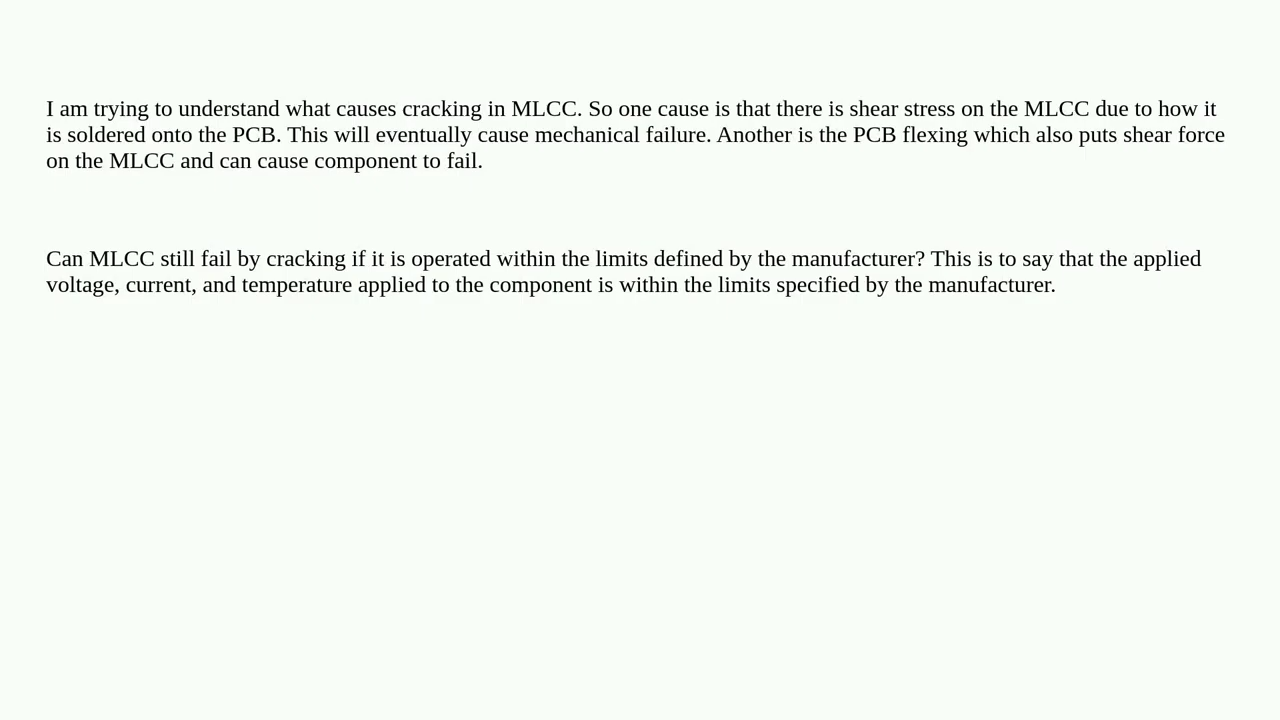 I am trying to understand what causes cracking in MLCC. So one cause is that there is shear stress on the MLCC due to how it
is soldered onto the PCB. This will eventually cause mechanical failure. Another is the PCB flexing which also puts shear force
on the MLCC and can cause component to fail.
Can MLCC still fail by cracking if it is operated within the limits defined by the manufacturer? This is to say that the applied
voltage, current, and temperature applied to the component is within the limits specified by the manufacturer.